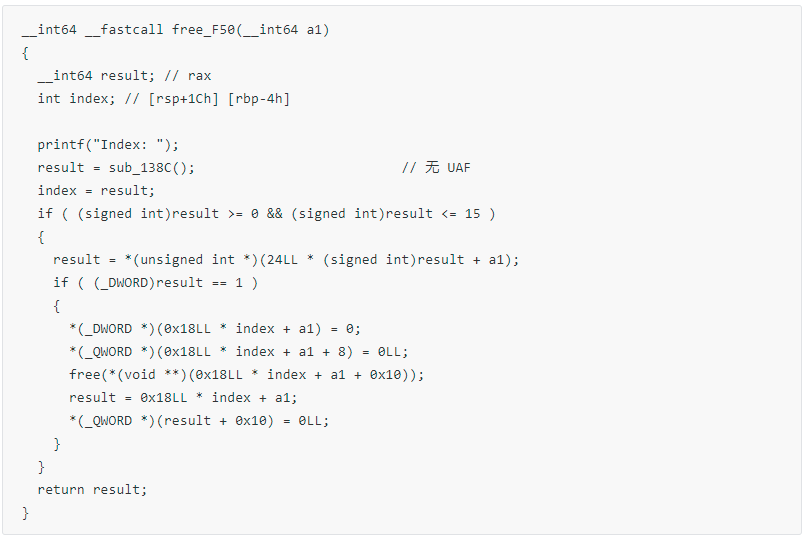 __int64 __fastcall free_F50(__int64 a1)
{
  __int64 result; // rax
  int index; // [rsp+1Ch] [rbp-4h]

  printf("Index: ");
  result = sub_138C();                          // 无 UAF
  index = result;
  if ( (signed int)result >= 0 && (signed int)result <= 15 )
  {
    result = *(unsigned int *)(24LL * (signed int)result + a1);
    if ( (_DWORD)result == 1 )
    {
      *(_DWORD *)(0x18LL * index + a1) = 0;
      *(_QWORD *)(0x18LL * index + a1 + 8) = 0LL;
      free(*(void **)(0x18LL * index + a1 + 0x10));
      result = 0x18LL * index + a1;
      *(_QWORD *)(result + 0x10) = 0LL;
    }
  }
  return result;
}